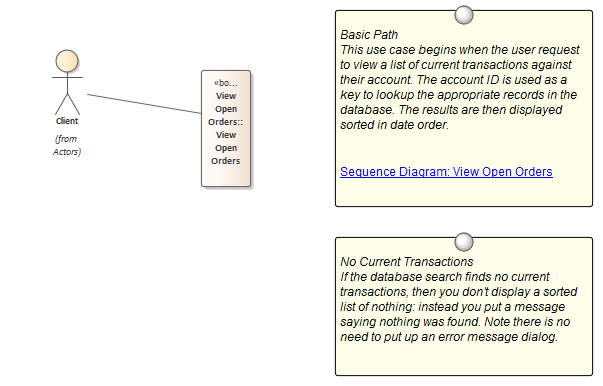 Client
(from
Actors)
«bo...
View
Open
Orders::
View
Open
Orders
Basic Path
This use case begins when the user request
to view a list of current transactions against
their account. The account ID is used as a
key to lookup the appropriate records in the
database. The results are then displayed
sorted in date order.
Sequence Diagram: View Open Orders
No Current Transactions
If the database search finds no current
transactions, then you don't display a sorted
list of nothing: instead you put a message
saying nothing was found. Note there is no
need to put up an error message dialog.